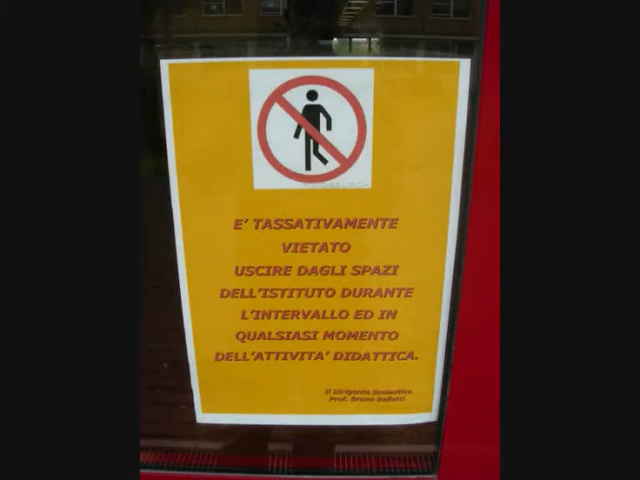 E' TASSATIVAMENTE
VIETATO
USCIRE DAGLI SPAZI
DELL'ISTITUTO DURANTE
L'INTERVALLO ED IN
QUALSIASI MOMENTO
DELL'ATTIVITA' DIDATTICA.
Il Dirigente Scolastico
Prof. Bruno